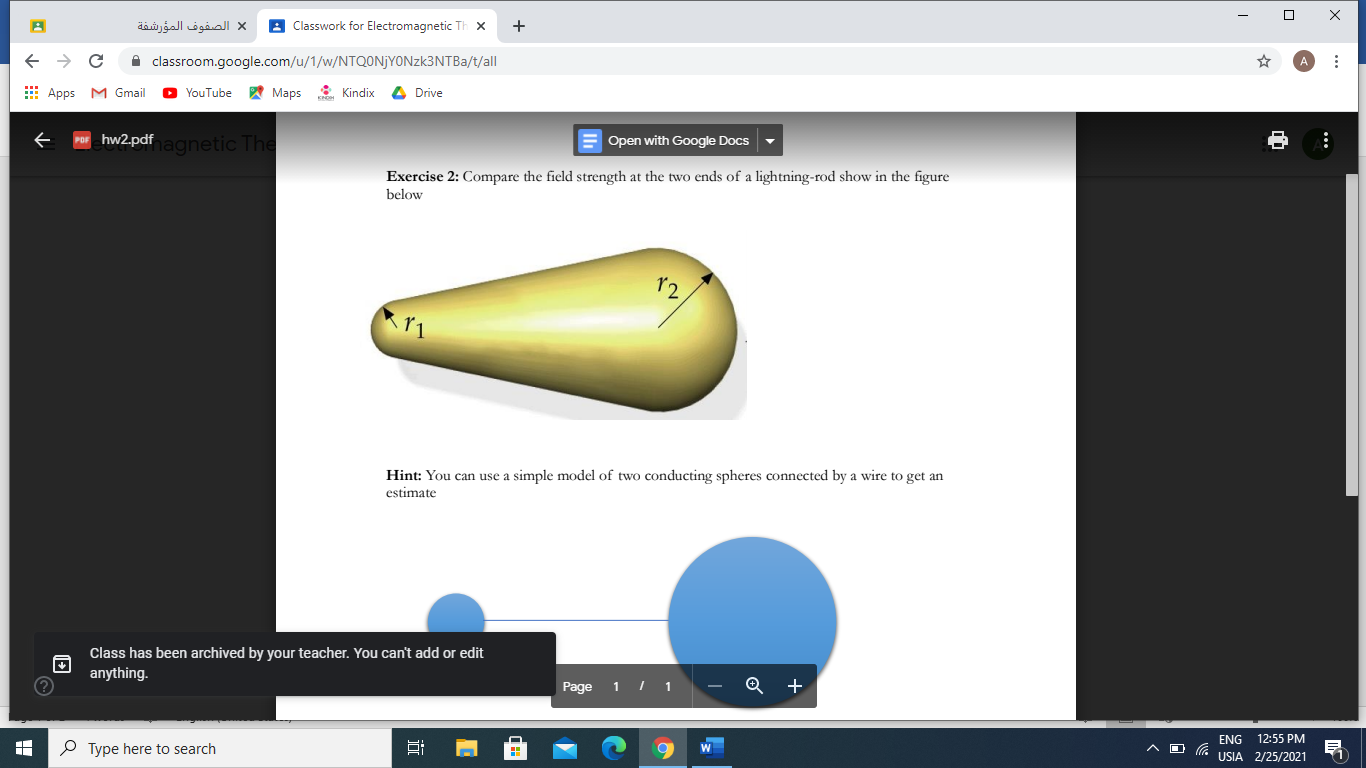 الصفوف المؤرشفة
Classwork for Electromagnetic Th
classroom.google.com/u/1/w/NTQ0NjY0Nzk3NTBa/t/all
A
Apps Gmail YouTube Maps Kindix Drive
PDF hw2.pdf
Open with Google Docs
Exercise 2: Compare the field strength at the two ends of a lightning-rod show in the figure
below
r2
r1
Hint: You can use a simple model of two conducting spheres connected by a wire to get an
estimate
Class has been archived by your teacher. You can't add or edit
anything.
Page 1 / 1
Type here to search
ENG 12:55 PM
USIA 2/25/2021
1